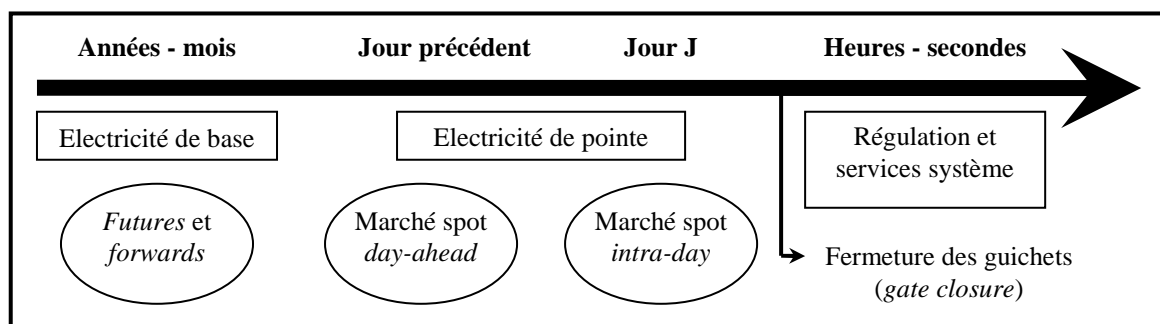 Années - mois
Jour précédent
Jour J
Heures - secondes
Electricité de base
Electricité de pointe
Régulation et
services système
Futures et
forwards
Marché spot
day-ahead
Marché spot
intra-day
Fermeture des guichets
(gate closure)